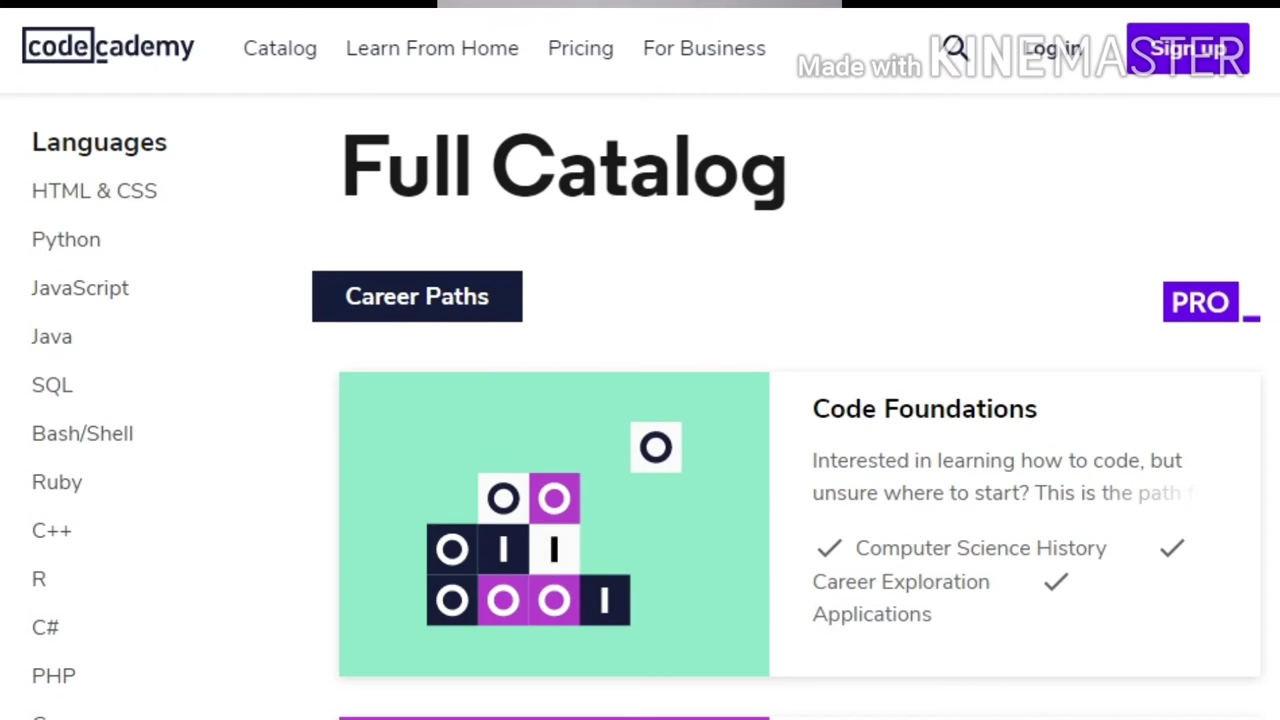 codecademy
Catalog
Learn From Home
Pricing
For Business
Log in
Sign up
Made with KINEMASTER
Languages
HTML & CSS
Python
JavaScript
Java
SQL
Bash/Shell
Ruby
C++
R
C#
PHP
Full Catalog
Career Paths
PRO_
O
O O
O I I
O O O I
Code Foundations
Interested in learning how to code, but
unsure where to start? This is the path
Computer Science History
Career Exploration
Applications